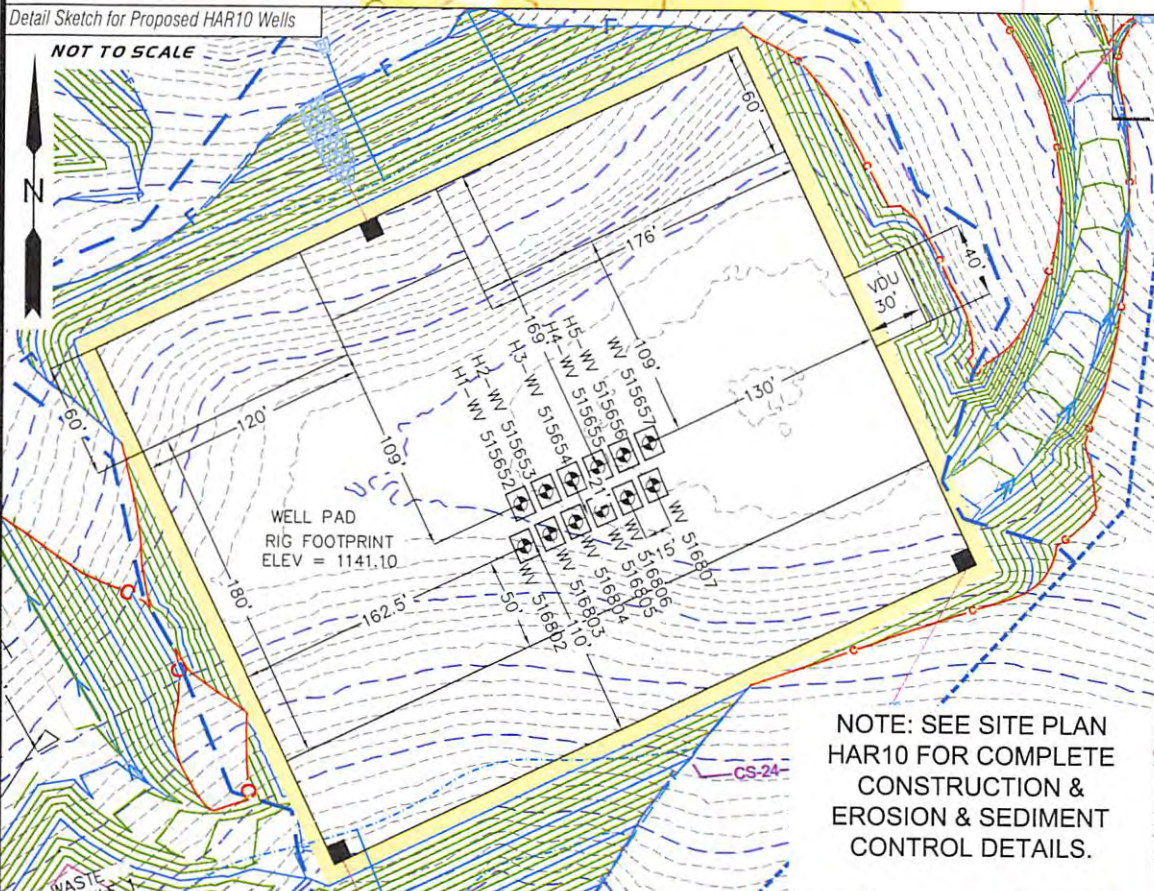 Detail Sketch for Proposed HAR10 Wells
NOT TO SCALE
N
F
F
F
60'
176'
40'
VDU
30'
169'
109'
H5-WV 515656
WV 515657
H4-WV 515655
H3-WV 515654
H2-WV 515653
H1-WV 515652
130'
60'
120'
109'
WELL PAD
RIG FOOTPRINT
ELEV = 1141.10
180'
162.5'
50'
110'
15'
WV 516802
WV 516803
WV 516804
WV 516805
WV 516806
WV 516807
C
C
C
C
C
C
C
CS-24
WASTE
NOTE: SEE SITE PLAN
HAR10 FOR COMPLETE
CONSTRUCTION &
EROSION & SEDIMENT
CONTROL DETAILS.